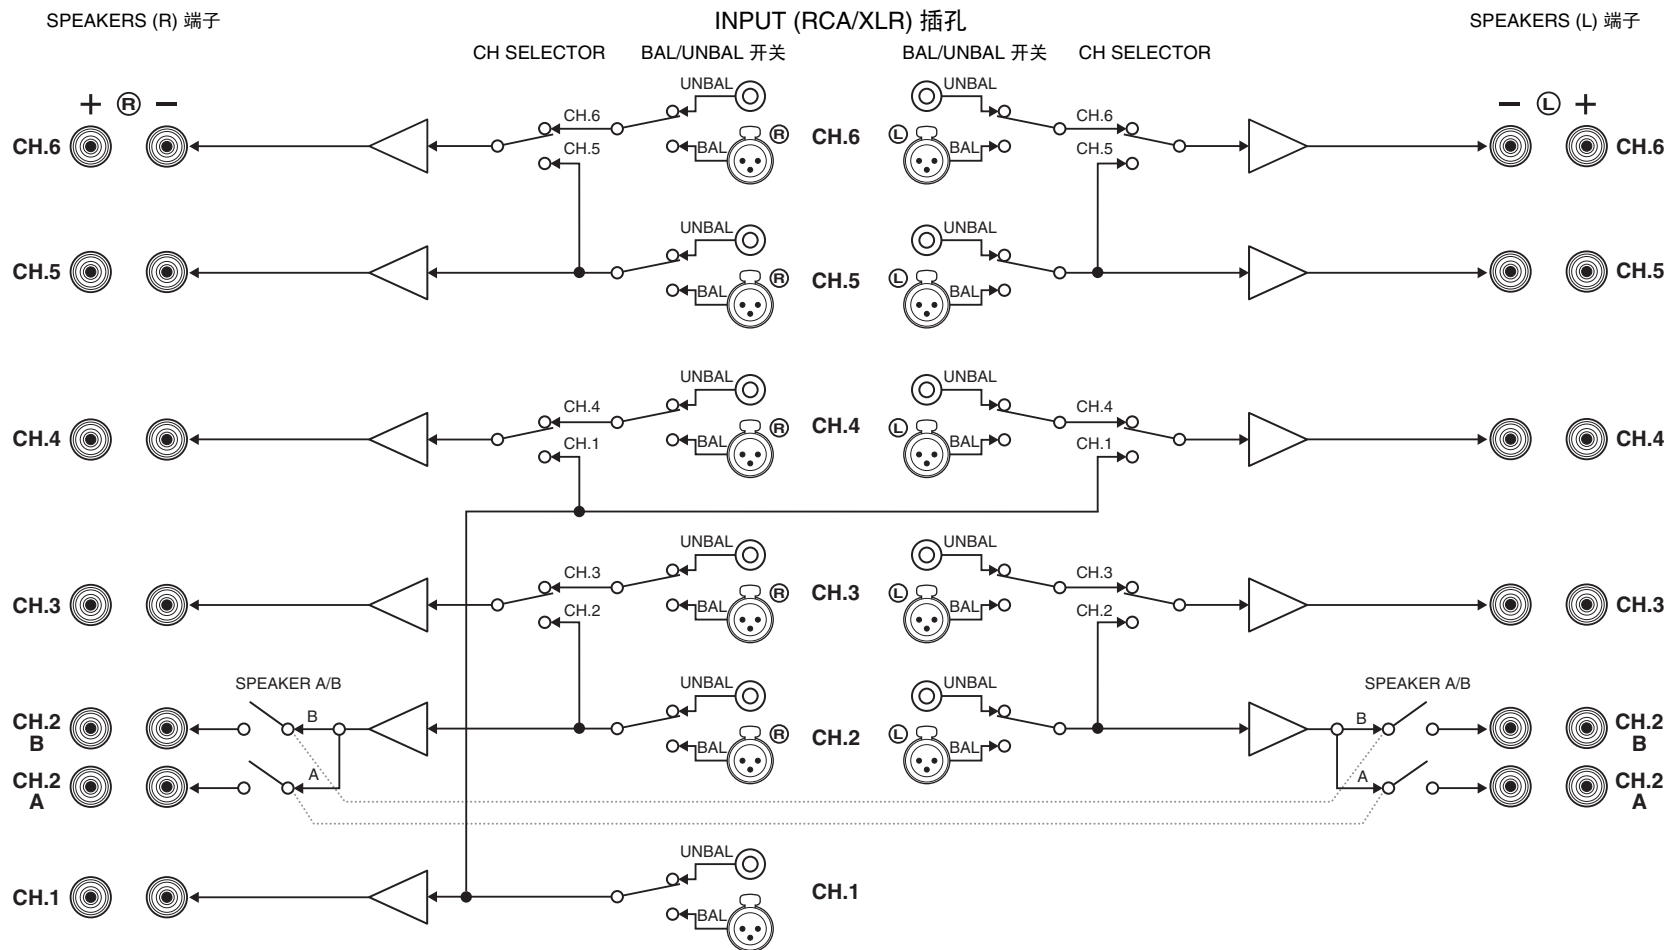 SPEAKERS (R) 端子
INPUT (RCA/XLR) 插孔
SPEAKERS (L) 端子
CH SELECTOR
BAL/UNBAL 开关
BAL/UNBAL 开关
CH SELECTOR
+ R −
− L +
CH.6
CH.6
CH.5
UNBAL
BAL
R
CH.6
L
UNBAL
BAL
CH.6
CH.5
CH.6
CH.5
UNBAL
BAL
R
CH.5
L
UNBAL
BAL
CH.5
CH.4
CH.4
CH.1
UNBAL
BAL
R
CH.4
L
UNBAL
BAL
CH.4
CH.1
CH.4
CH.3
CH.3
CH.2
UNBAL
BAL
R
CH.3
L
UNBAL
BAL
CH.3
CH.2
CH.3
SPEAKER A/B
SPEAKER A/B
CH.2
B
B
UNBAL
BAL
R
CH.2
L
UNBAL
BAL
B
CH.2
B
CH.2
A
A
A
CH.2
A
CH.1
UNBAL
BAL
CH.1